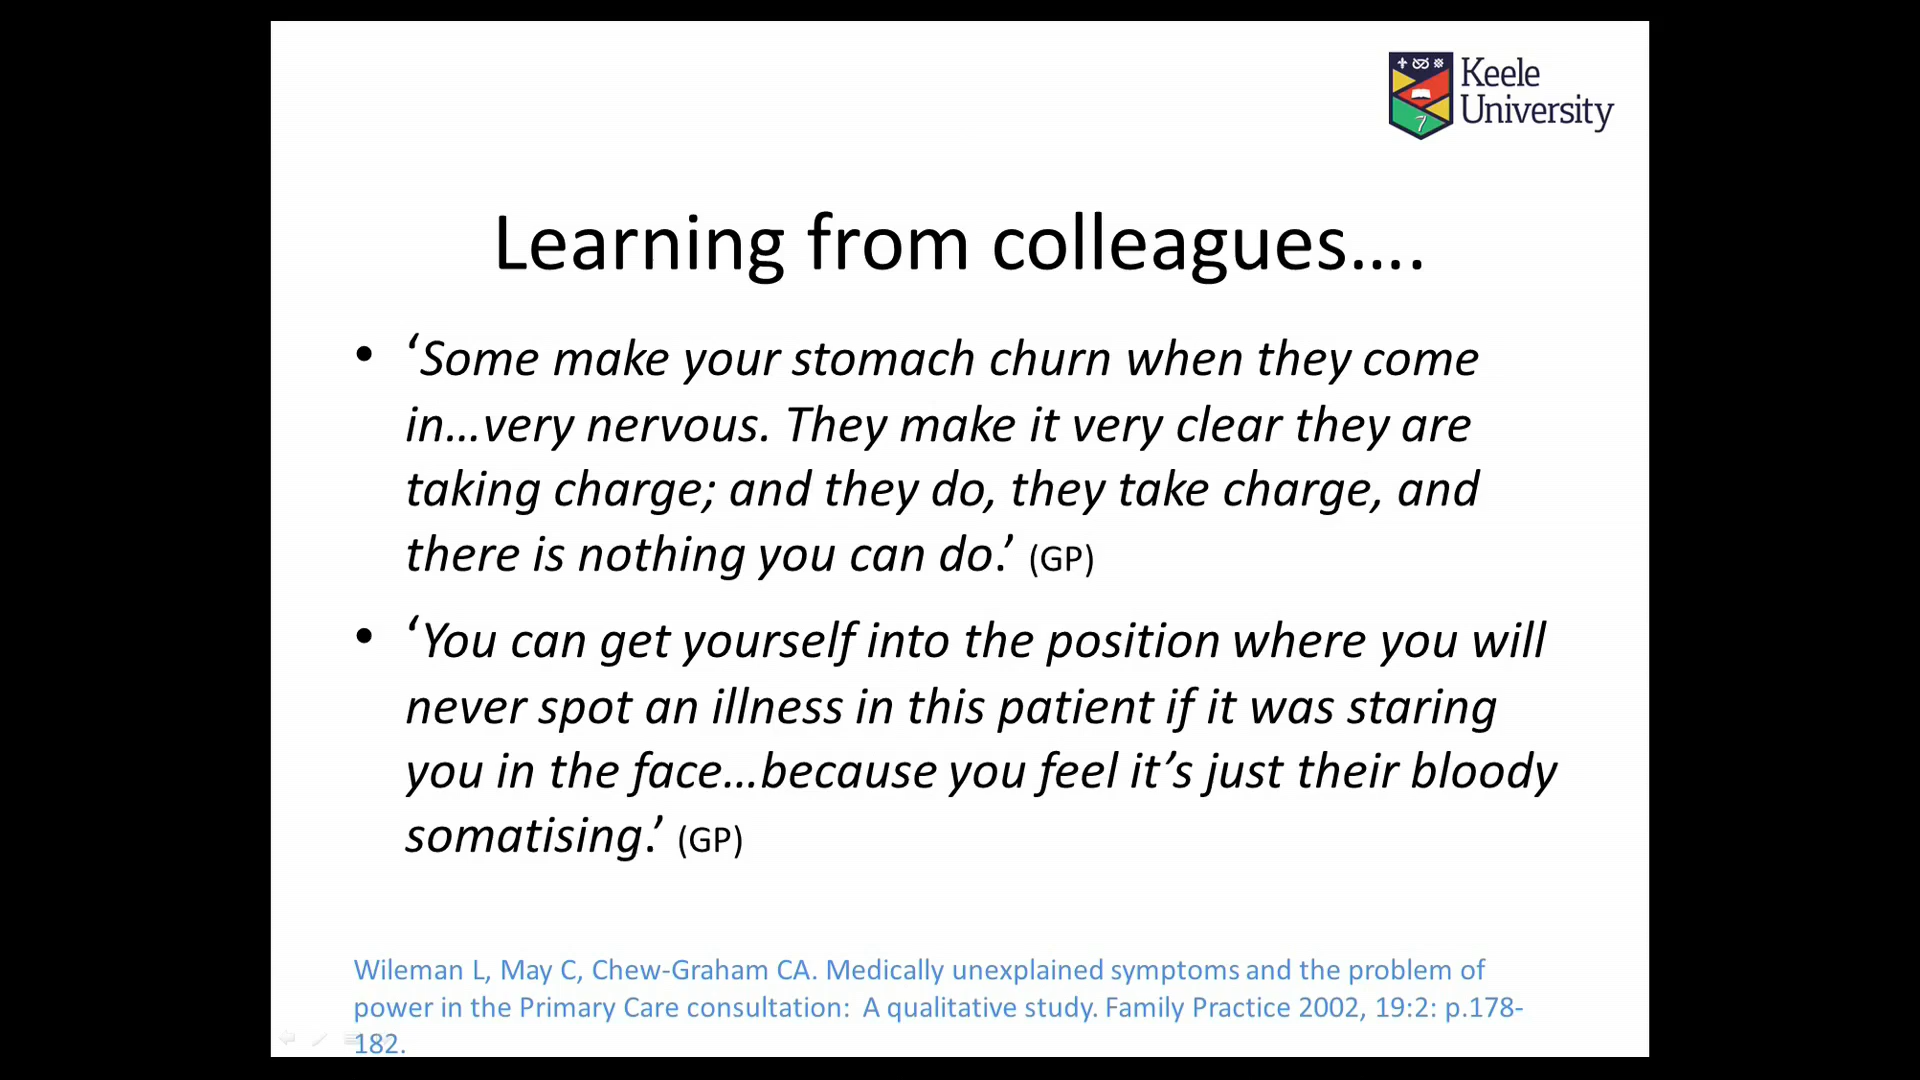 Keele
University
Learning from colleagues….
• ‘Some make your stomach churn when they come
in…very nervous. They make it very clear they are
taking charge; and they do, they take charge, and
there is nothing you can do.’ (GP)
• ‘You can get yourself into the position where you will
never spot an illness in this patient if it was staring
you in the face…because you feel it’s just their bloody
somatising.’ (GP)
Wileman L, May C, Chew-Graham CA. Medically unexplained symptoms and the problem of
power in the Primary Care consultation:  A qualitative study. Family Practice 2002, 19:2: p.178-
182.